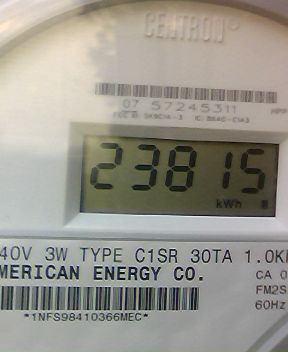 CENTRON
07 57245311
23815
kWh
40V 3W TYPE C1SR 30TA 1.0K
MERICAN ENERGY CO.
CA 0
FM2S
60Hz
*1NFS98410366MEC*